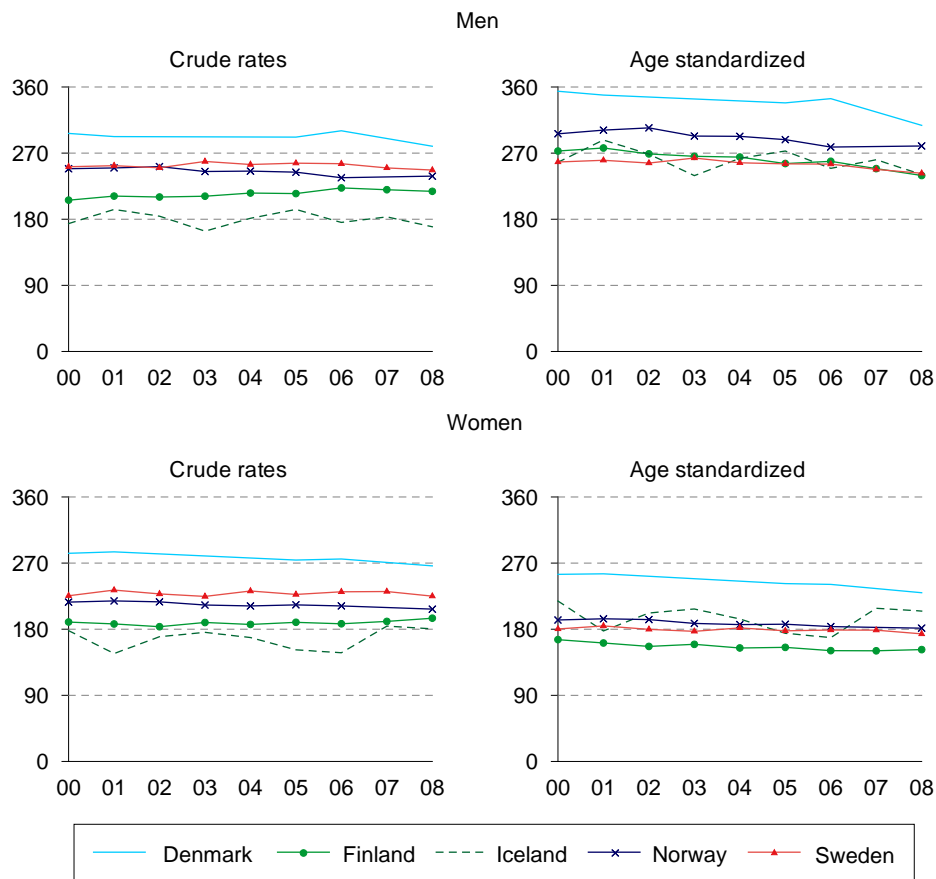 Men
Crude rates
360
270
180
90
0
00 01 02 03 04 05 06 07 08
Age standardized
360
270
180
90
0
00 01 02 03 04 05 06 07 08
Women
Crude rates
360
270
180
90
0
00 01 02 03 04 05 06 07 08
Age standardized
360
270
180
90
0
00 01 02 03 04 05 06 07 08
Denmark Finland Iceland Norway Sweden